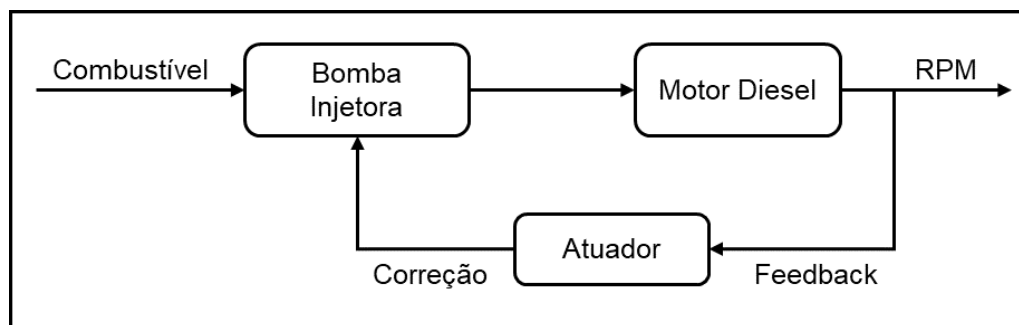 Combustível
Bomba
Injetora
Motor Diesel
RPM
Atuador
Correção
Feedback